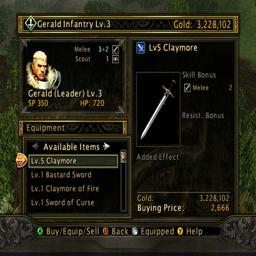 Gerald Infantry Lv.3
Gold: 3,228,102
Melee 3+2
Scout 1
Gerald (Leader) Lv.3
SP 350 HP: 720
Equipment
Available Items
Lv.5 Claymore
Lv.1 Bastard Sword
Lv.1 Claymore of Fire
Lv.1 Sword of Curse
Lv5 Claymore
Skill Bonus
Melee 2
Resist. Bonus
Added Effect
Gold: 3,228,102
Buying Price: 2,666
A Buy/Equip/Sell B Back Equipped Y Help